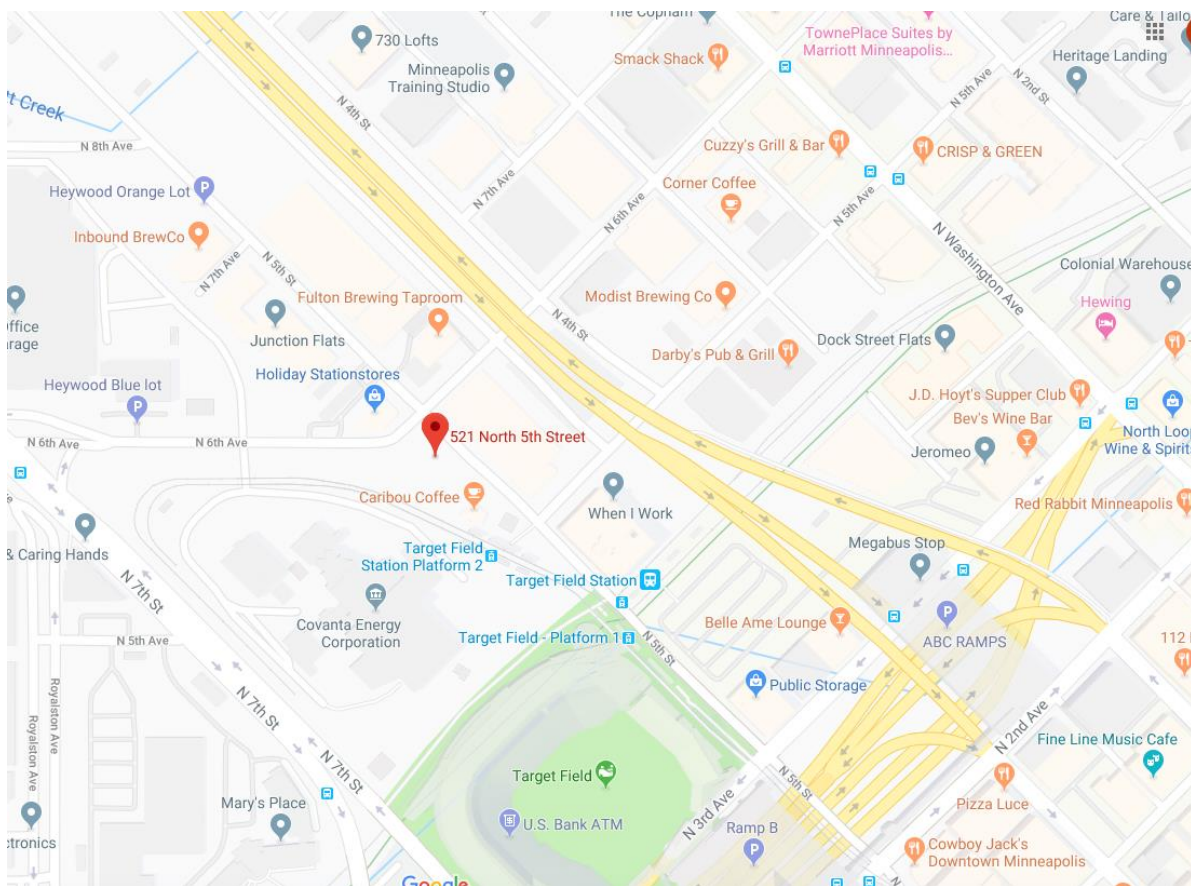 The Copham
Care & Tailo
730 Lofts
TownePlace Suites by
Marriott Minneapolis...
Smack Shack
Heritage Landing
Minneapolis
Training Studio
N 5th Ave
N 2nd St
tt Creek
N 4th St
N 8th Ave
Cuzzy's Grill & Bar
CRISP & GREEN
Heywood Orange Lot
N 7th Ave
Corner Coffee
N 6th Ave
N 5th Ave
Inbound BrewCo
N Washington Ave
N 7th Ave
N 5th St
Colonial Warehouse
Fulton Brewing Taproom
Modist Brewing Co
Hewing
ffice
arage
N 4th St
Junction Flats
Dock Street Flats
Darby's Pub & Grill
Holiday Stationstores
Heywood Blue lot
J.D. Hoyt's Supper Club
Bev's Wine Bar
521 North 5th Street
North Loop
Wine & Spirit
N 6th Ave
N 6th Ave
Jeromeo
Caribou Coffee
When I Work
Red Rabbit Minneapolis
& Caring Hands
Target Field
Station Platform 2
Megabus Stop
Target Field Station
N 7th St
Covanta Energy
Corporation
Belle Ame Lounge
ABC RAMPS
N 5th Ave
Target Field - Platform 1
N 5th St
112
Royalston Ave
Royalston Ave
N 7th St
Public Storage
N 2nd Ave
Fine Line Music Cafe
N 7th St
Target Field
N 5th St
Mary's Place
N 3rd Ave
Pizza Luce
U.S. Bank ATM
Ramp B
ctronics
Cowboy Jack's
Downtown Minneapolis
Google